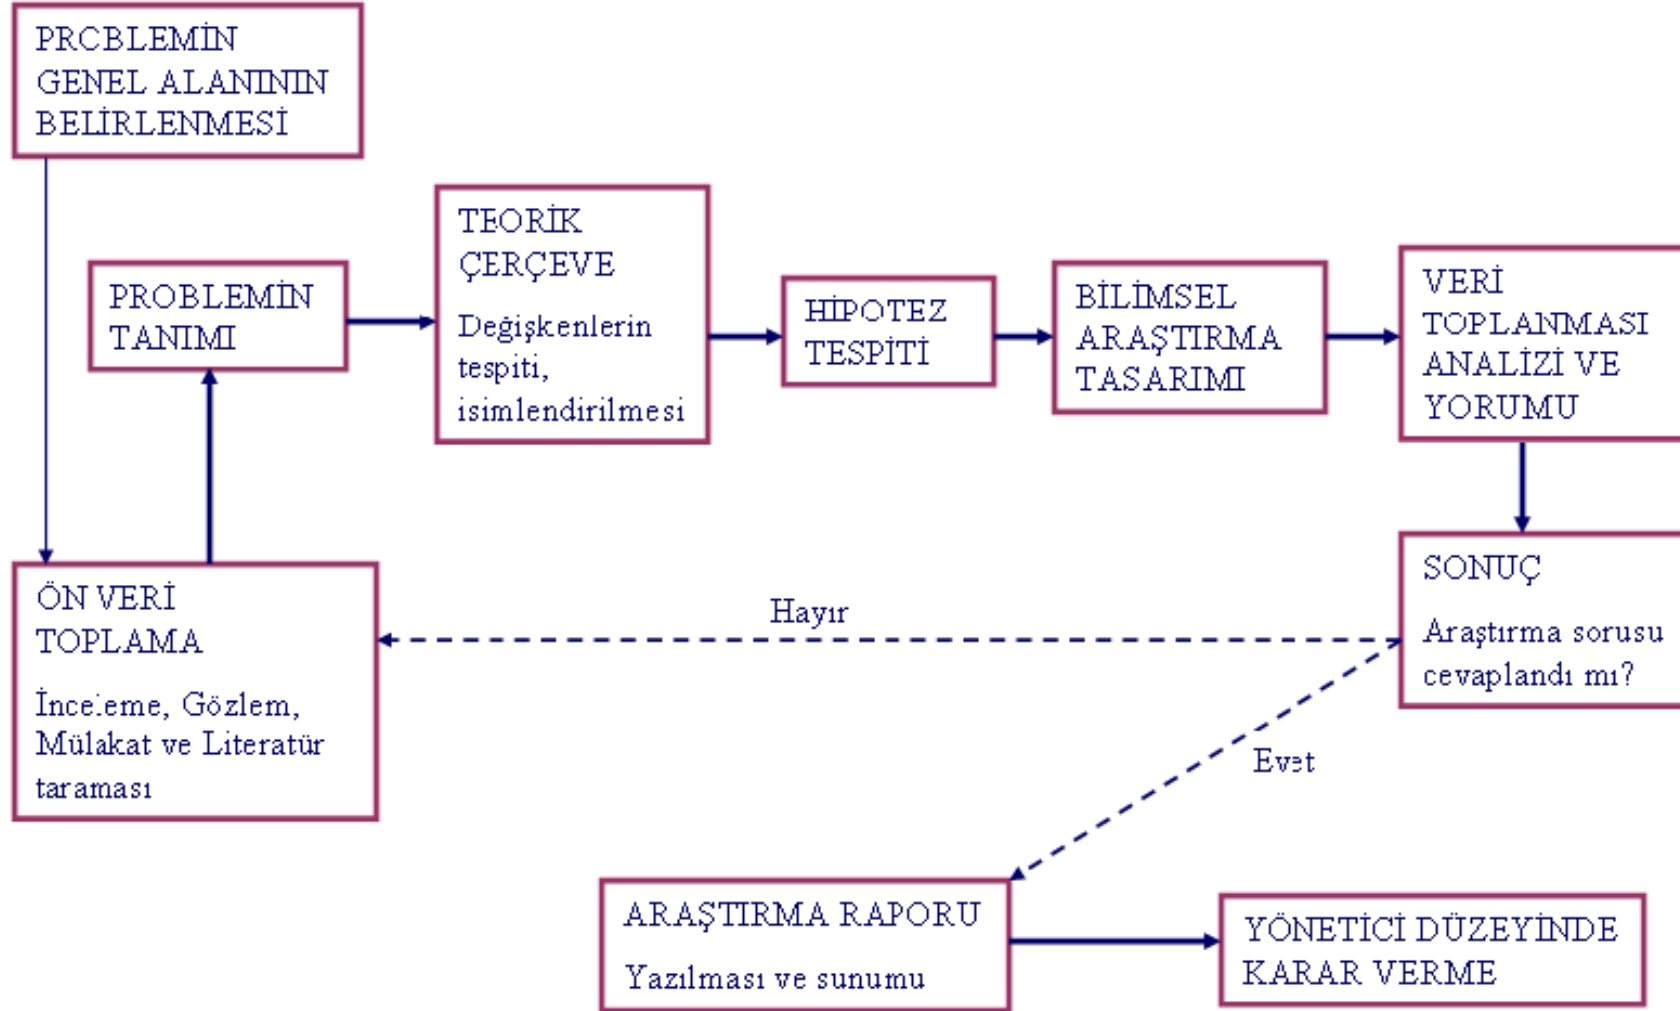 PROBLEMİN
GENEL ALANININ
BELİRLENMESİ
ÖN VERİ
TOPLAMA
İnceleme, Gözlem,
Mülakat ve Literatür
taraması
PROBLEMİN
TANIMI
TEORİK
ÇERÇEVE
Değişkenlerin
tespiti,
isimlendirilmesi
HİPOTEZ
TESPİTİ
BİLİMSEL
ARAŞTIRMA
TASARIMI
VERİ
TOPLANMASI
ANALİZİ VE
YORUMU
SONUÇ
Araştırma sorusu
cevaplandı mı?
Hayır
Evet
ARAŞTIRMA RAPORU
Yazılması ve sunumu
YÖNETİCİ DÜZEYİNDE
KARAR VERME